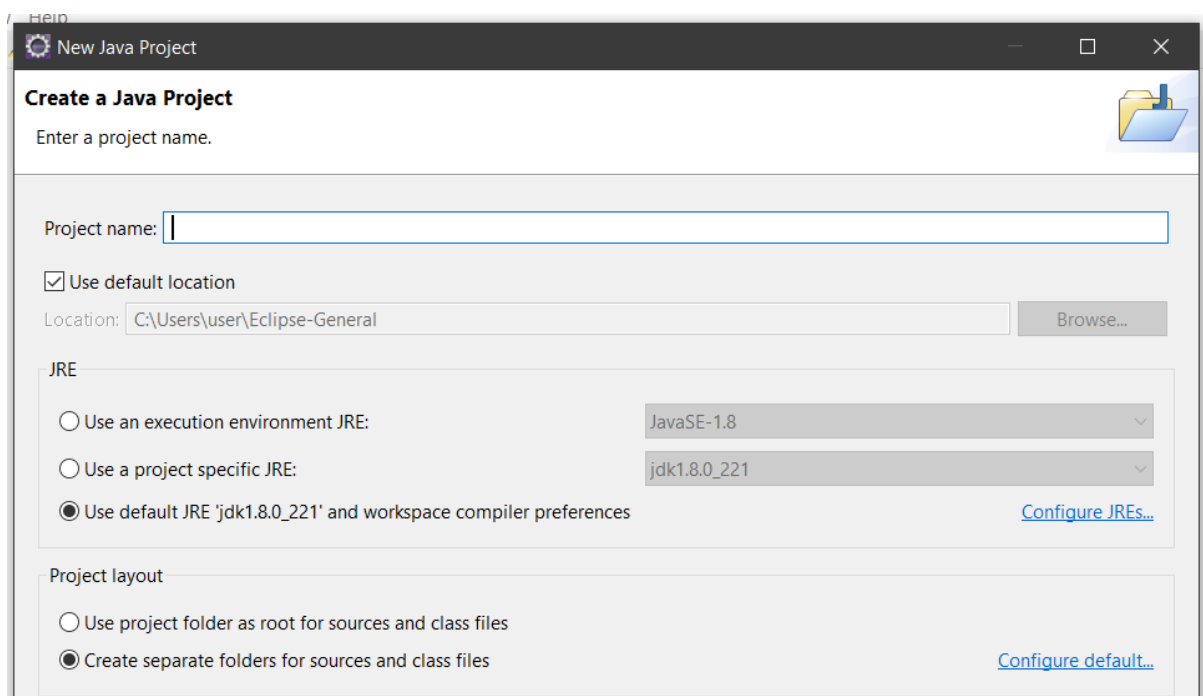 Help
New Java Project
Create a Java Project
Enter a project name.
Project name:
Use default location
Location: C:\Users\user\Eclipse-General Browse...
JRE
Use an execution environment JRE: JavaSE-1.8
Use a project specific JRE: jdk1.8.0_221
Use default JRE 'jdk1.8.0_221' and workspace compiler preferences Configure JREs...
Project layout
Use project folder as root for sources and class files
Create separate folders for sources and class files Configure default...